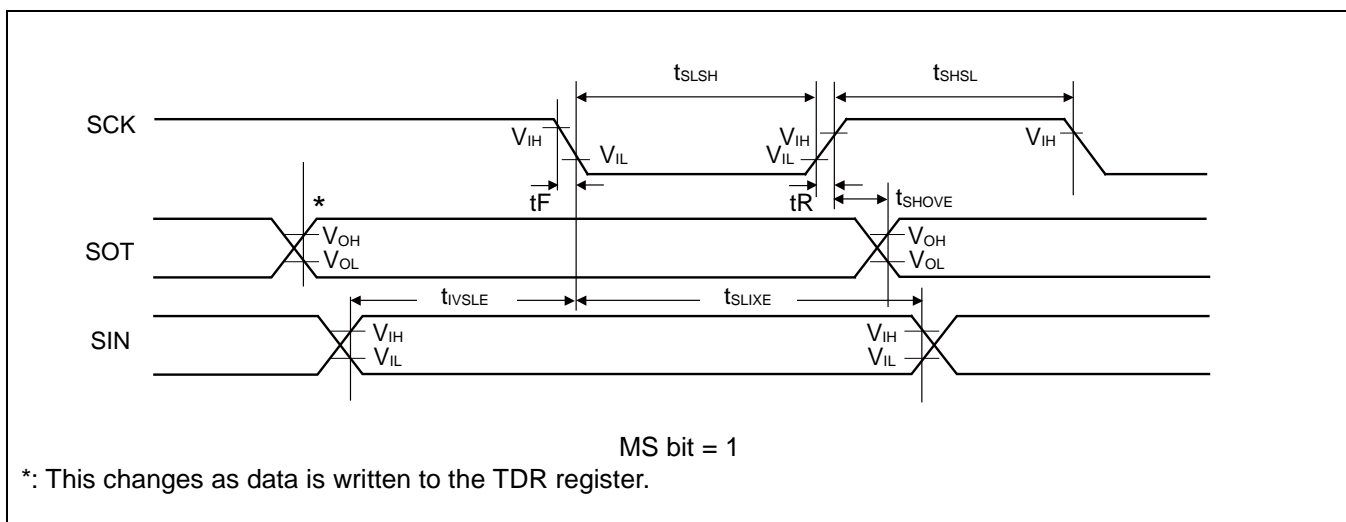 tSLSH tSHSL
SCK VIH VIL VIH VIL VIH
tF tR tSHOVE
*
SOT VOH VOL VOH VOL
tIVSLE tSLIXE
SIN VIH VIL VIH VIL
MS bit = 1
*: This changes as data is written to the TDR register.